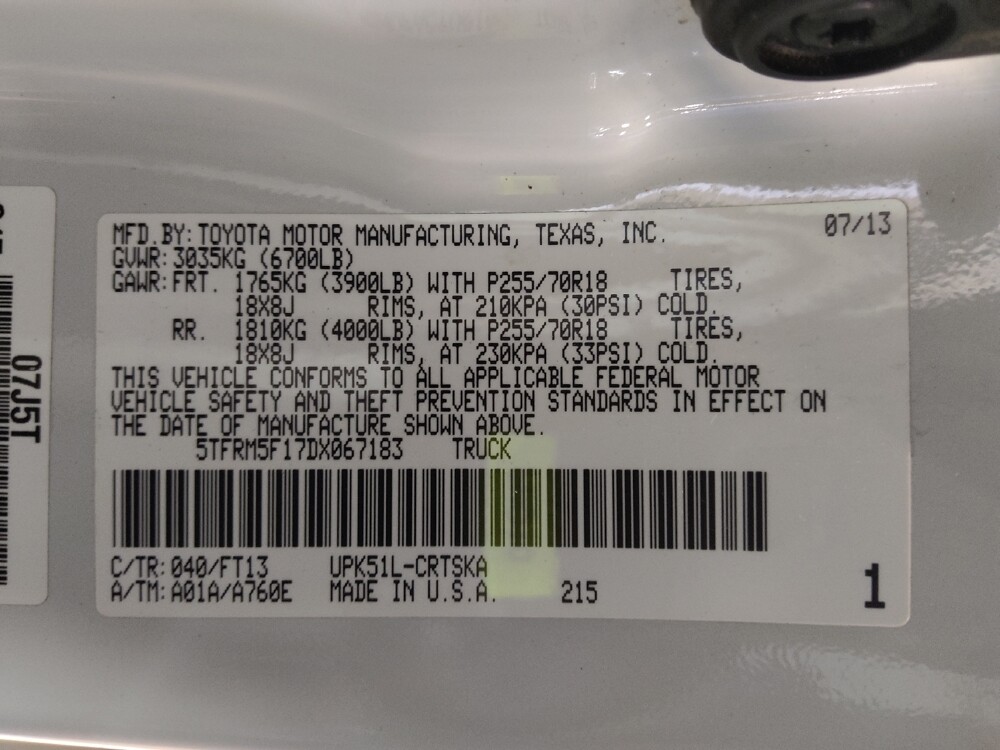 MFD.BY:TOYOTA MOTOR MANUFACTURING, TEXAS, INC. 07/13
GVWR:3035KG (6700LB)
GAWR:FRT. 1765KG (3900LB) WITH P255/70R18 TIRES,
18X8J RIMS, AT 210KPA (30PSI) COLD.
RR. 1810KG (4000LB) WITH P255/70R18 TIRES,
18X8J RIMS, AT 230KPA (33PSI) COLD.
THIS VEHICLE CONFORMS TO ALL APPLICABLE FEDERAL MOTOR
VEHICLE SAFETY AND THEFT PREVENTION STANDARDS IN EFFECT ON
THE DATE OF MANUFACTURE SHOWN ABOVE.
5TFRM5F17DX067183 TRUCK
C/TR:040/FT13 UPK51L-CRTSKA
A/TM:A01A/A760E MADE IN U.S.A. 215
1
07J5T